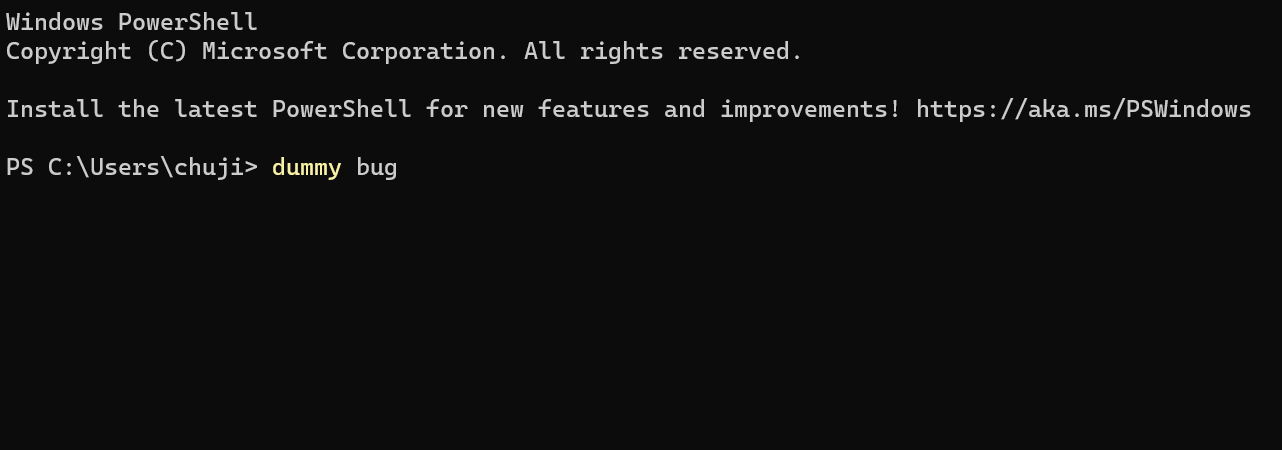 Windows PowerShell
Copyright (C) Microsoft Corporation. All rights reserved.
Install the latest PowerShell for new features and improvements! https://aka.ms/PSWindows
PS C:\Users\chuji> dummy bug